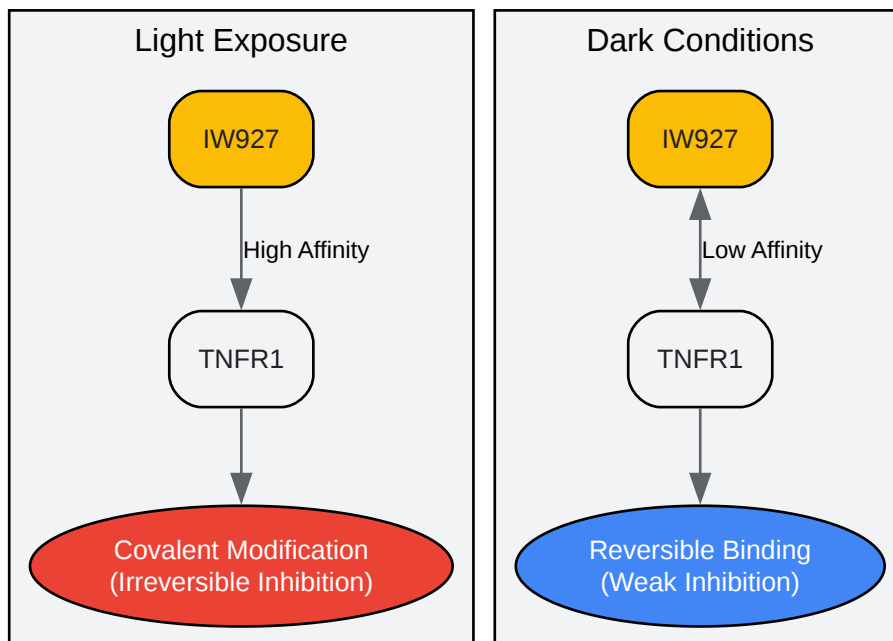 Light Exposure
IW927
High Affinity
TNFR1
Covalent Modification
(Irreversible Inhibition)
Dark Conditions
IW927
Low Affinity
TNFR1
Reversible Binding
(Weak Inhibition)